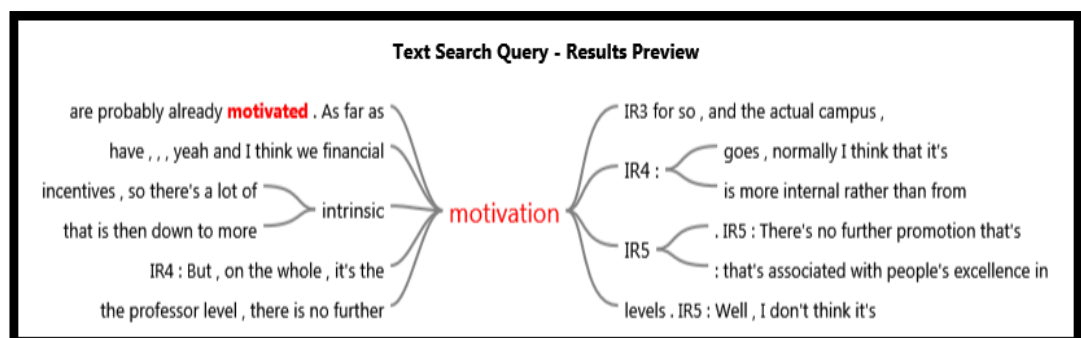 Text Search Query - Results Preview
are probably already motivated . As far as
have , , , yeah and I think we financial
incentives , so there's a lot of
intrinsic
that is then down to more
IR4 : But , on the whole , it's the
the professor level , there is no further
motivation
IR3 for so , and the actual campus ,
IR4 :
goes , normally I think that it's
is more internal rather than from
IR5
. IR5 : There's no further promotion that's
: that's associated with people's excellence in
levels . IR5 : Well , I don't think it's